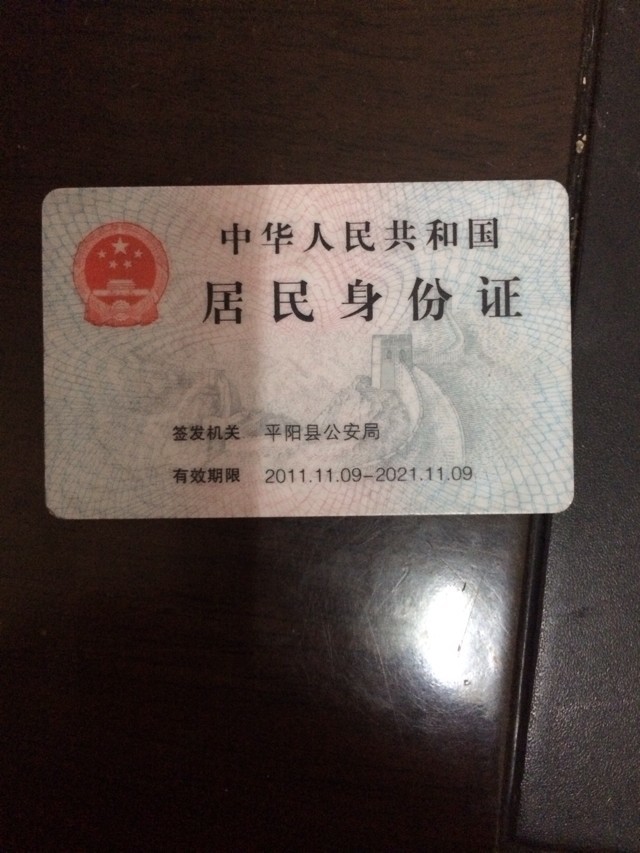 中华人民共和国
居民身份证
签发机关 平阳县公安局
有效期限 2011.11.09-2021.11.09